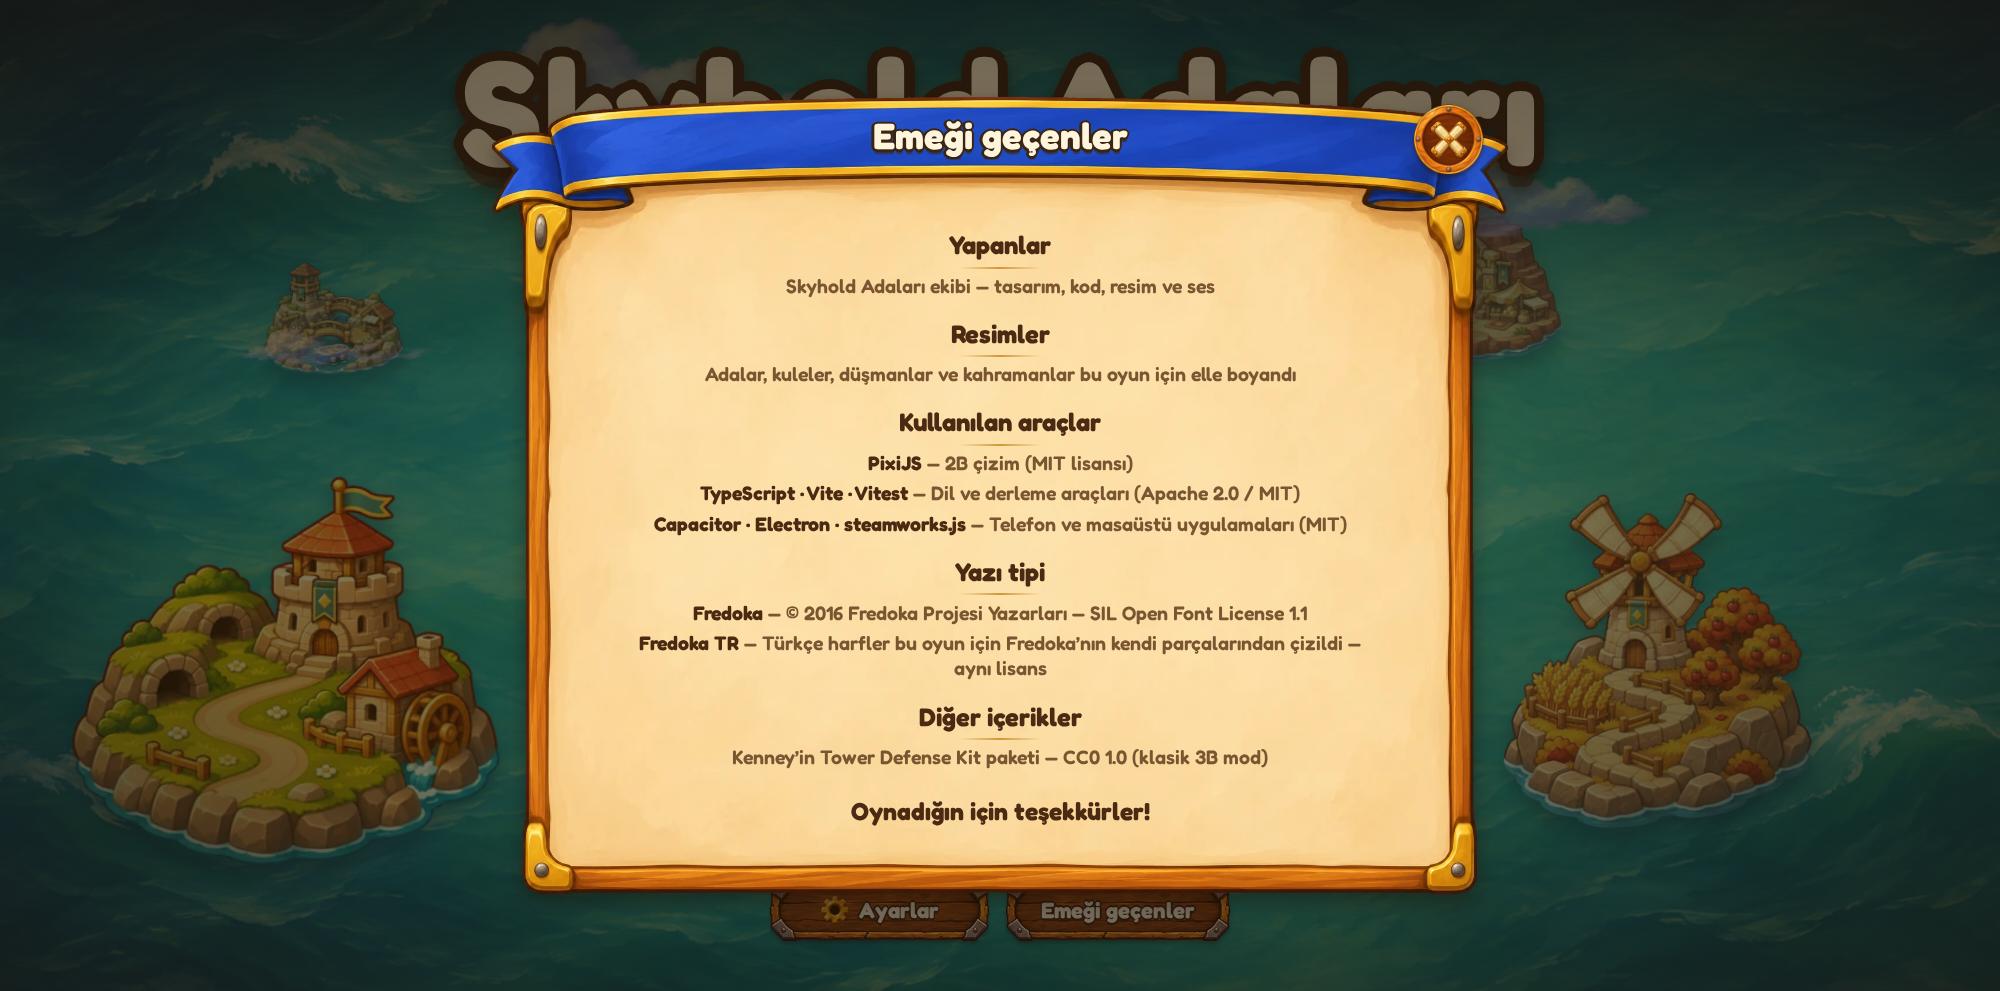 Skyhold Adaları
Emeği geçenler
Yapanlar
Skyhold Adaları ekibi — tasarım, kod, resim ve ses
Resimler
Adalar, kuleler, düşmanlar ve kahramanlar bu oyun için elle boyandı
Kullanılan araçlar
PixiJS — 2B çizim (MIT lisansı)
TypeScript · Vite · Vitest — Dil ve derleme araçları (Apache 2.0 / MIT)
Capacitor · Electron · steamworks.js — Telefon ve masaüstü uygulamaları (MIT)
Yazı tipi
Fredoka — © 2016 Fredoka Projesi Yazarları — SIL Open Font License 1.1
Fredoka TR — Türkçe harfler bu oyun için Fredoka’nın kendi parçalarından çizildi —
aynı lisans
Diğer içerikler
Kenney’in Tower Defense Kit paketi — CC0 1.0 (klasik 3B mod)
Oynadığın için teşekkürler!
Ayarlar
Emeği geçenler